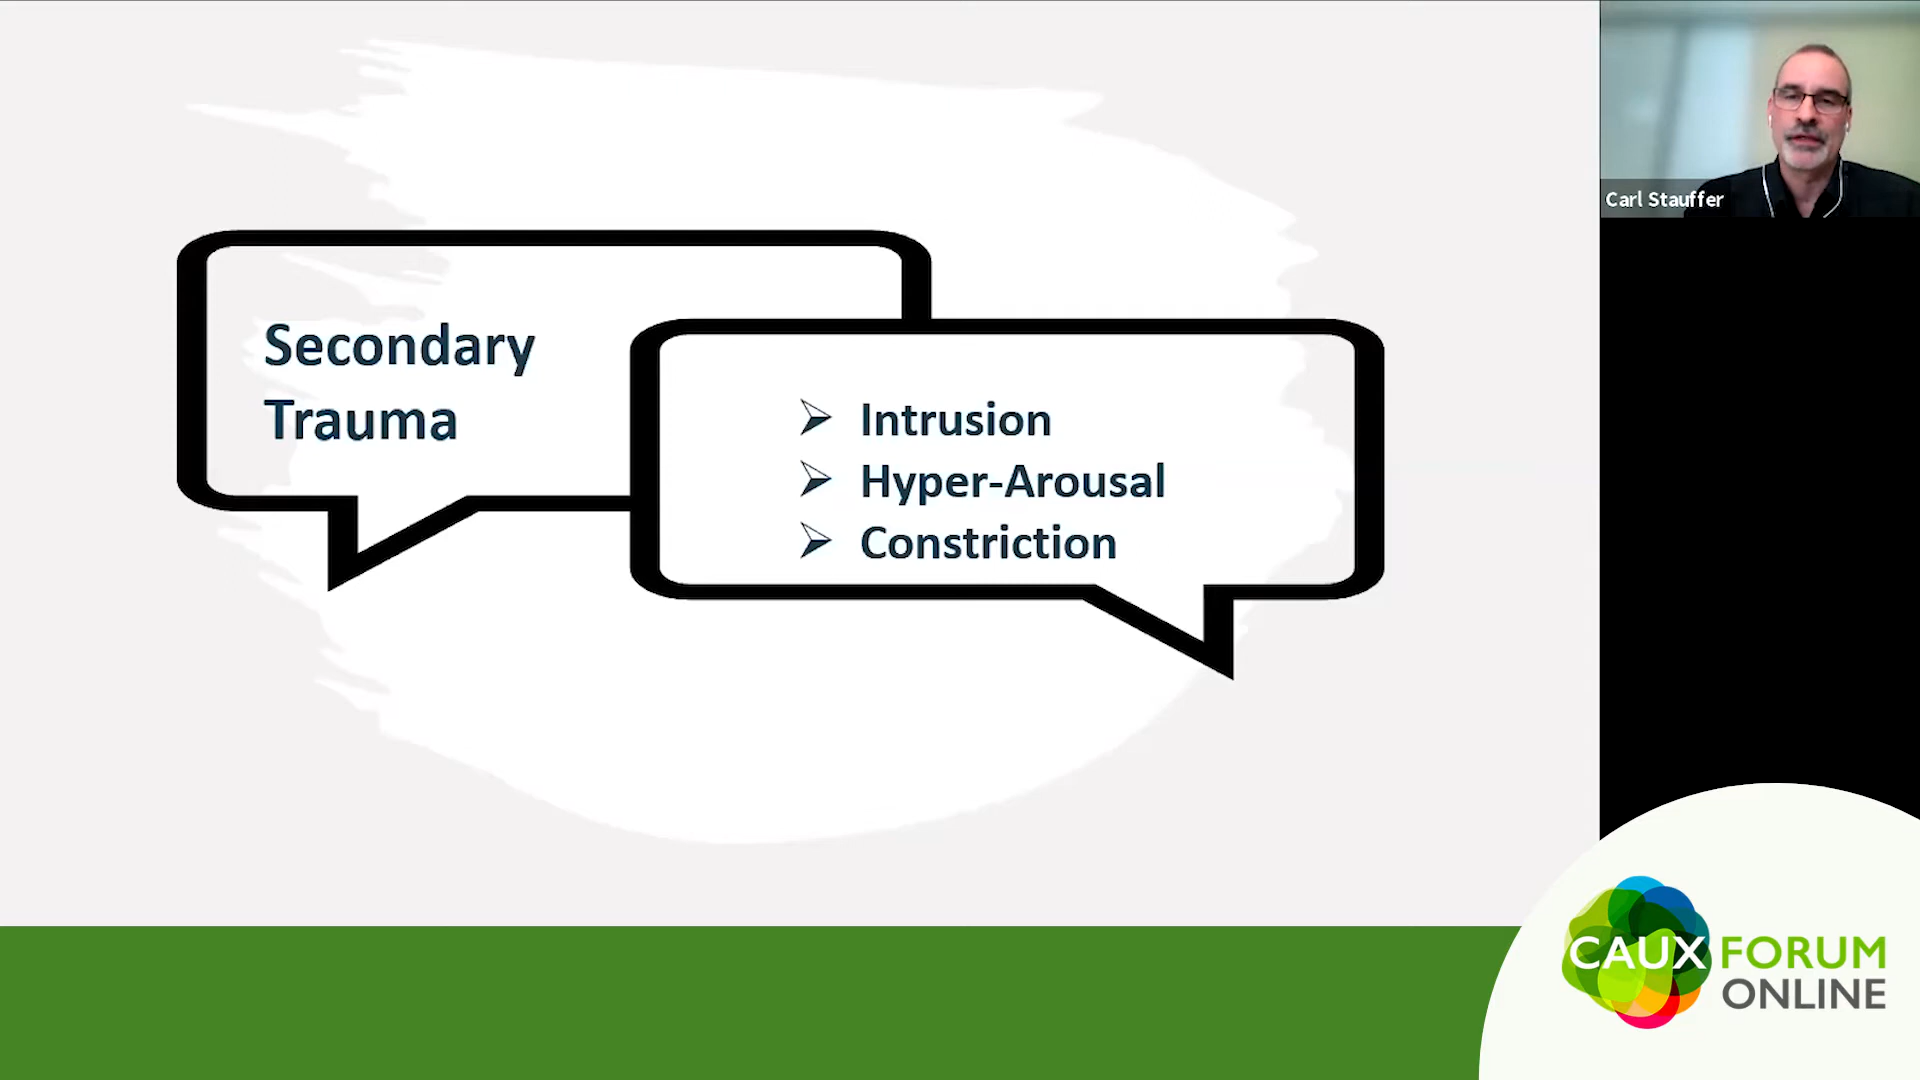 Secondary
Trauma
Intrusion
Hyper-Arousal
Constriction
Carl Stauffer
CAUX FORUM
ONLINE